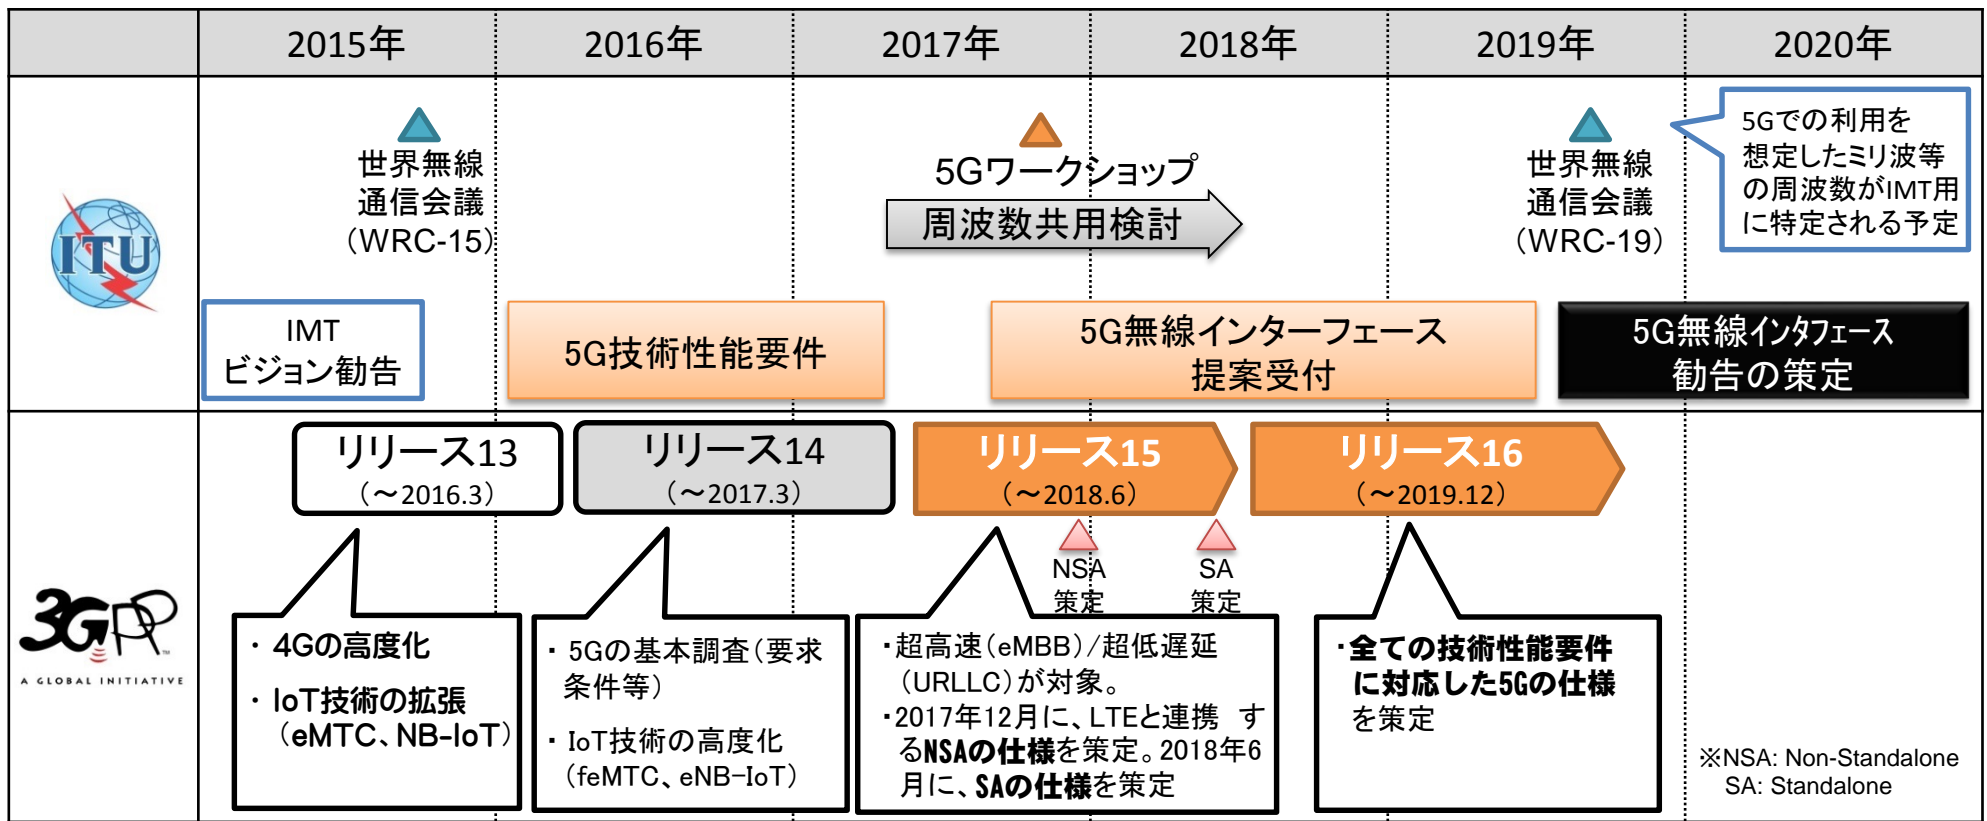 2015年
2016年
2017年
2018年
2019年
2020年
ITU
世界無線
通信会議
(WRC-15)
5Gワークショップ
周波数共用検討
世界無線
通信会議
(WRC-19)
5Gでの利用を
想定したミリ波等
の周波数がIMT用
に特定される予定
IMT
ビジョン勧告
5G技術性能要件
5G無線インターフェース
提案受付
5G無線インタフェース
勧告の策定
3GPP
TM
A GLOBAL INITIATIVE
リリース13
(～2016.3)
リリース14
(～2017.3)
リリース15
(～2018.6)
リリース16
(～2019.12)
NSA
策定
SA
策定
・ 4Gの高度化
・ IoT技術の拡張
(eMTC、NB-IoT)
・ 5Gの基本調査(要求
条件等)
・ IoT技術の高度化
(feMTC、eNB-IoT)
・超高速(eMBB)/超低遅延
(URLLC)が対象。
・2017年12月に、LTEと連携 す
るNSAの仕様を策定。2018年6
月に、SAの仕様を策定
・全ての技術性能要件
に対応した5Gの仕様
を策定
※NSA: Non-Standalone
SA: Standalone